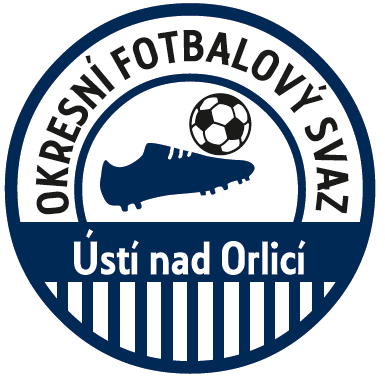 OKRESNÍ FOTBALOVÝ SVAZ
Ústí nad Orlicí